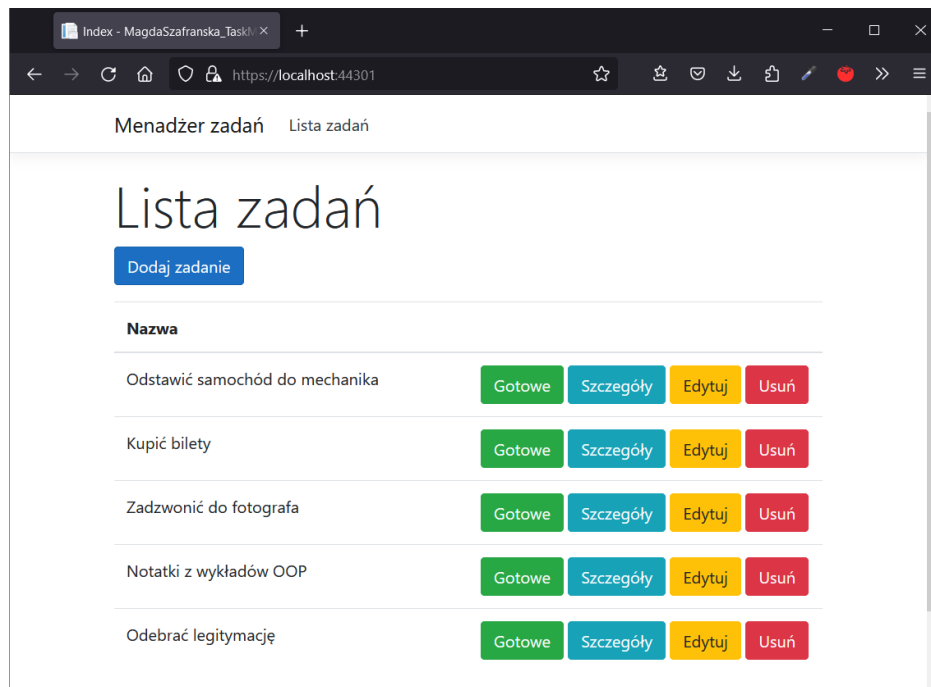 Index - MagdaSzafranska_TaskM
https://localhost:44301
Menadżer zadań Lista zadań
Lista zadań
Dodaj zadanie
Nazwa
Odstawić samochód do mechanika Gotowe Szczegóły Edytuj Usuń
Kupić bilety Gotowe Szczegóły Edytuj Usuń
Zadzwonić do fotografa Gotowe Szczegóły Edytuj Usuń
Notatki z wykładów OOP Gotowe Szczegóły Edytuj Usuń
Odebrać legitymację Gotowe Szczegóły Edytuj Usuń